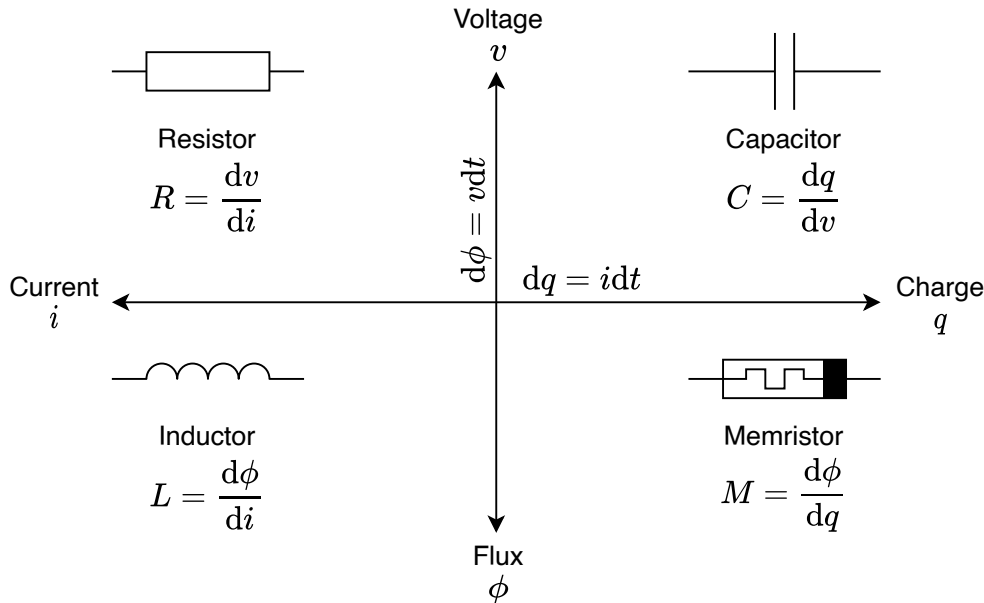 Voltage
v
Resistor
R = dv/di
Capacitor
C = dq/dv
dϕ = vdt
dq = idt
Current
i
Charge
q
Inductor
L = dϕ/di
Memristor
M = dϕ/dq
Flux
ϕ